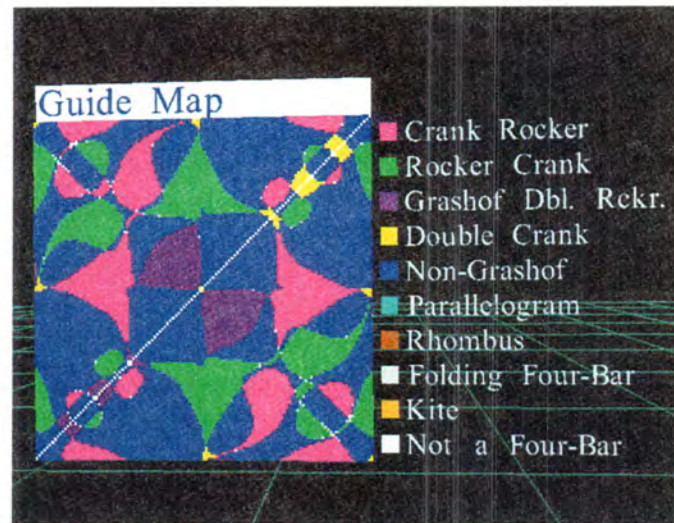 Guide Map
Crank Rocker
Rocker Crank
Grashof Dbl. Rckr.
Double Crank
Non-Grashof
Parallelogram
Rhombus
Folding Four-Bar
Kite
Not a Four-Bar